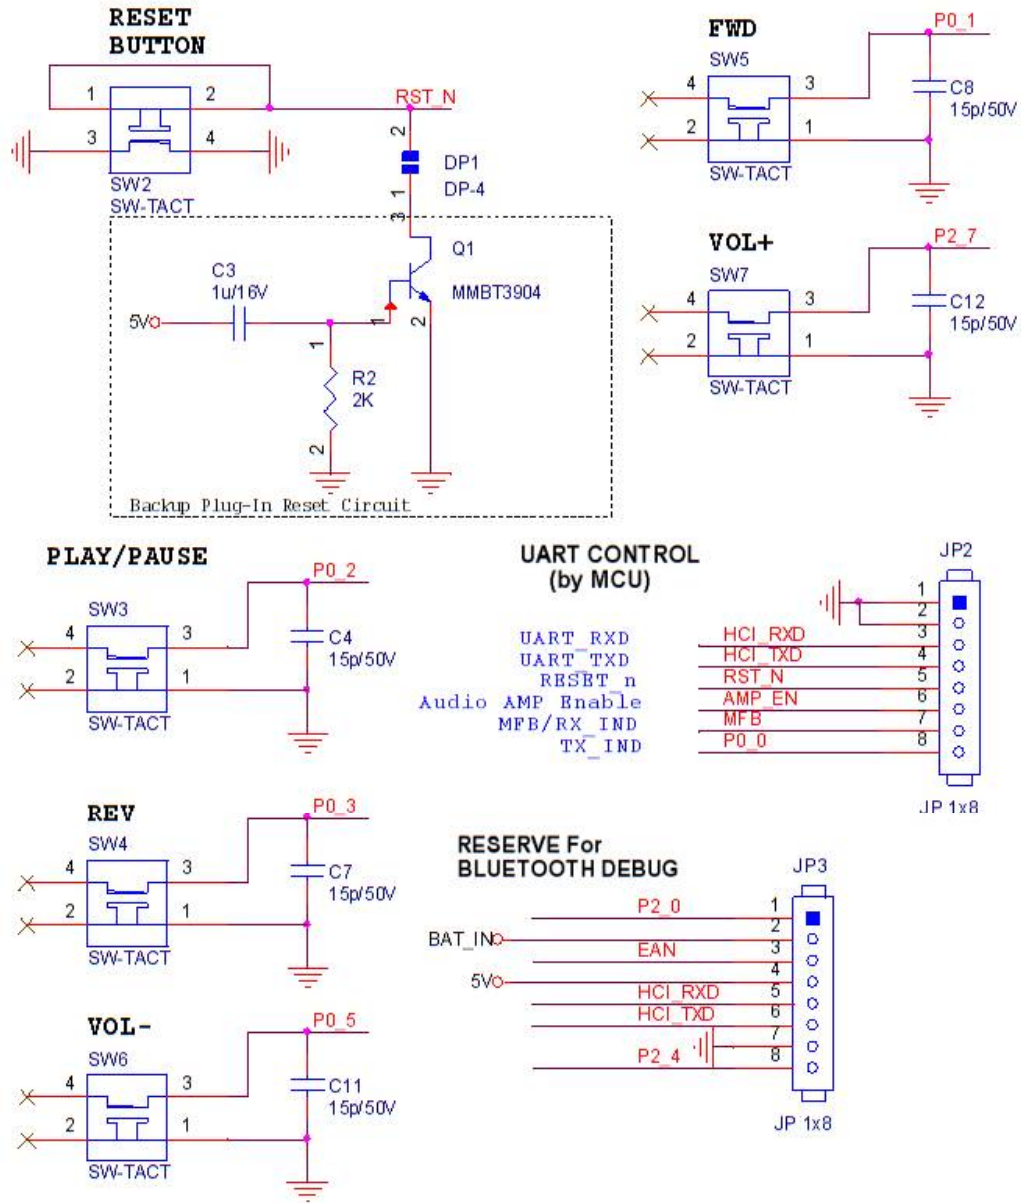 RESET
BUTTON
1
2
RST_N
3
4
SW2
SW-TACT
2
DP1
DP-4
1
3
Q1
MMBT3904
C3
1u/16V
5V
1
2
1
R2
2K
2
Backup Plug-In Reset Circuit
FWD
SW5
P0_1
4
3
C8
15p/50V
2
1
SW-TACT
VOL+
SW7
P2_7
4
3
C12
15p/50V
2
1
SW-TACT
PLAY/PAUSE
P0_2
SW3
4
3
C4
15p/50V
2
1
SW-TACT
UART CONTROL
(by MCU)
JP2
1
2
UART_RXD HCI_RXD 3
UART_TXD HCI_TXD 4
RESET_n RST_N 5
Audio AMP Enable AMP_EN 6
MFB/RX_IND MFB 7
TX_IND P0_0 8
JP 1x8
REV
P0_3
SW4
4
3
C7
15p/50V
2
1
SW-TACT
RESERVE For
BLUETOOTH DEBUG
JP3
P2_0 1
BAT_IN 2
EAN 3
5V 4
HCI_RXD 5
HCI_TXD 6
7
P2_4 8
JP 1x8
VOL-
P0_5
SW6
4
3
C11
15p/50V
2
1
SW-TACT